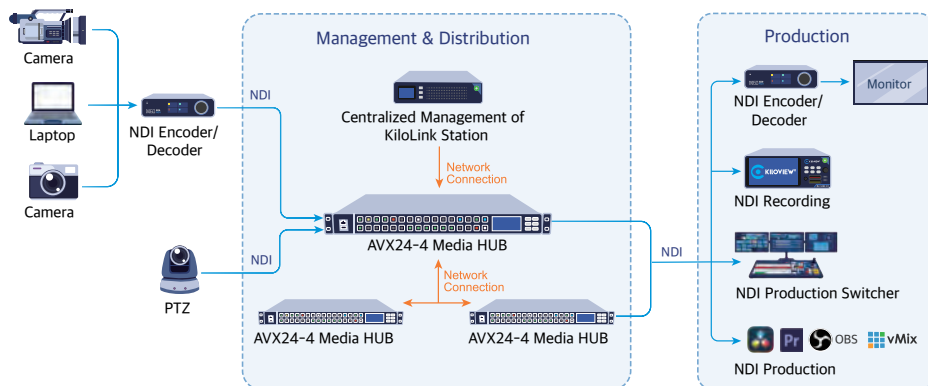 Management & Distribution
Production
Camera
Laptop
Camera
NDI Encoder/
Decoder
NDI
PTZ
NDI
Centralized Management of
KiloLink Station
Network
Connection
AVX24-4 Media HUB
Network
Connection
AVX24-4 Media HUB
AVX24-4 Media HUB
NDI
NDI Encoder/
Decoder
Monitor
KILOVIEW
NDI Recording
NDI Production Switcher
Pr
OBS
vMix
NDI Production